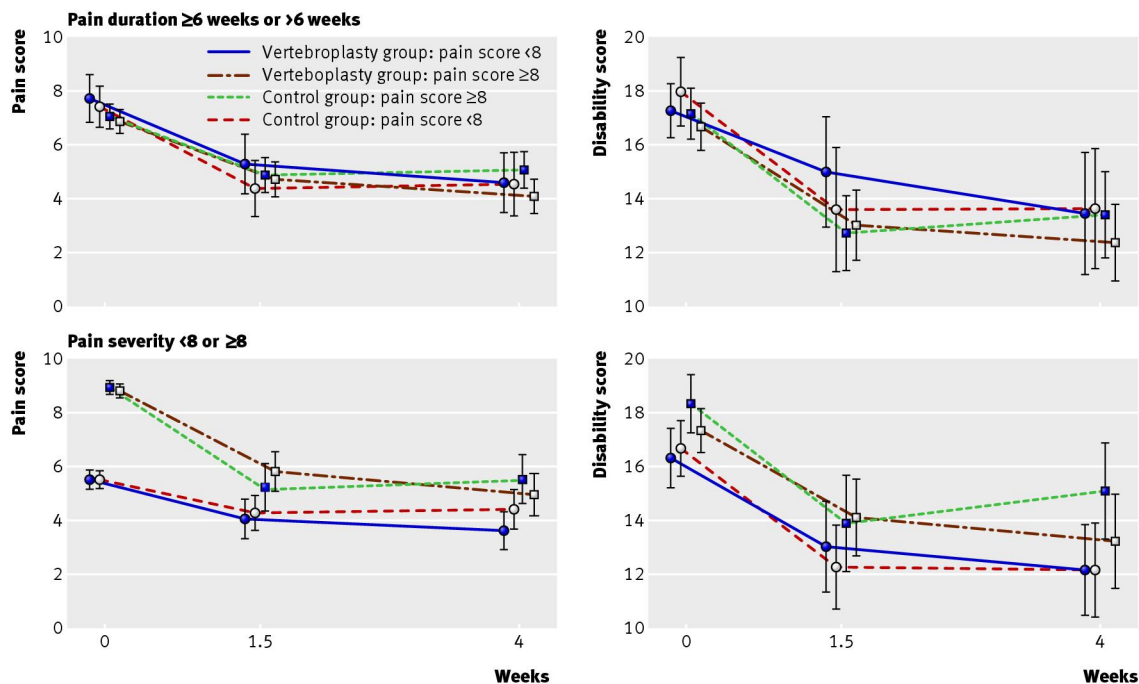 Pain duration ≥6 weeks or >6 weeks
Pain score
10
8
6
4
2
0
Vertebroplasty group: pain score <8
Verteboplasty group: pain score ≥8
Control group: pain score ≥8
Control group: pain score <8
Disability score
20
18
16
14
12
10
Pain severity <8 or ≥8
Pain score
10
8
6
4
2
0
0
1.5
4
Weeks
Disability score
20
18
16
14
12
10
0
1.5
4
Weeks